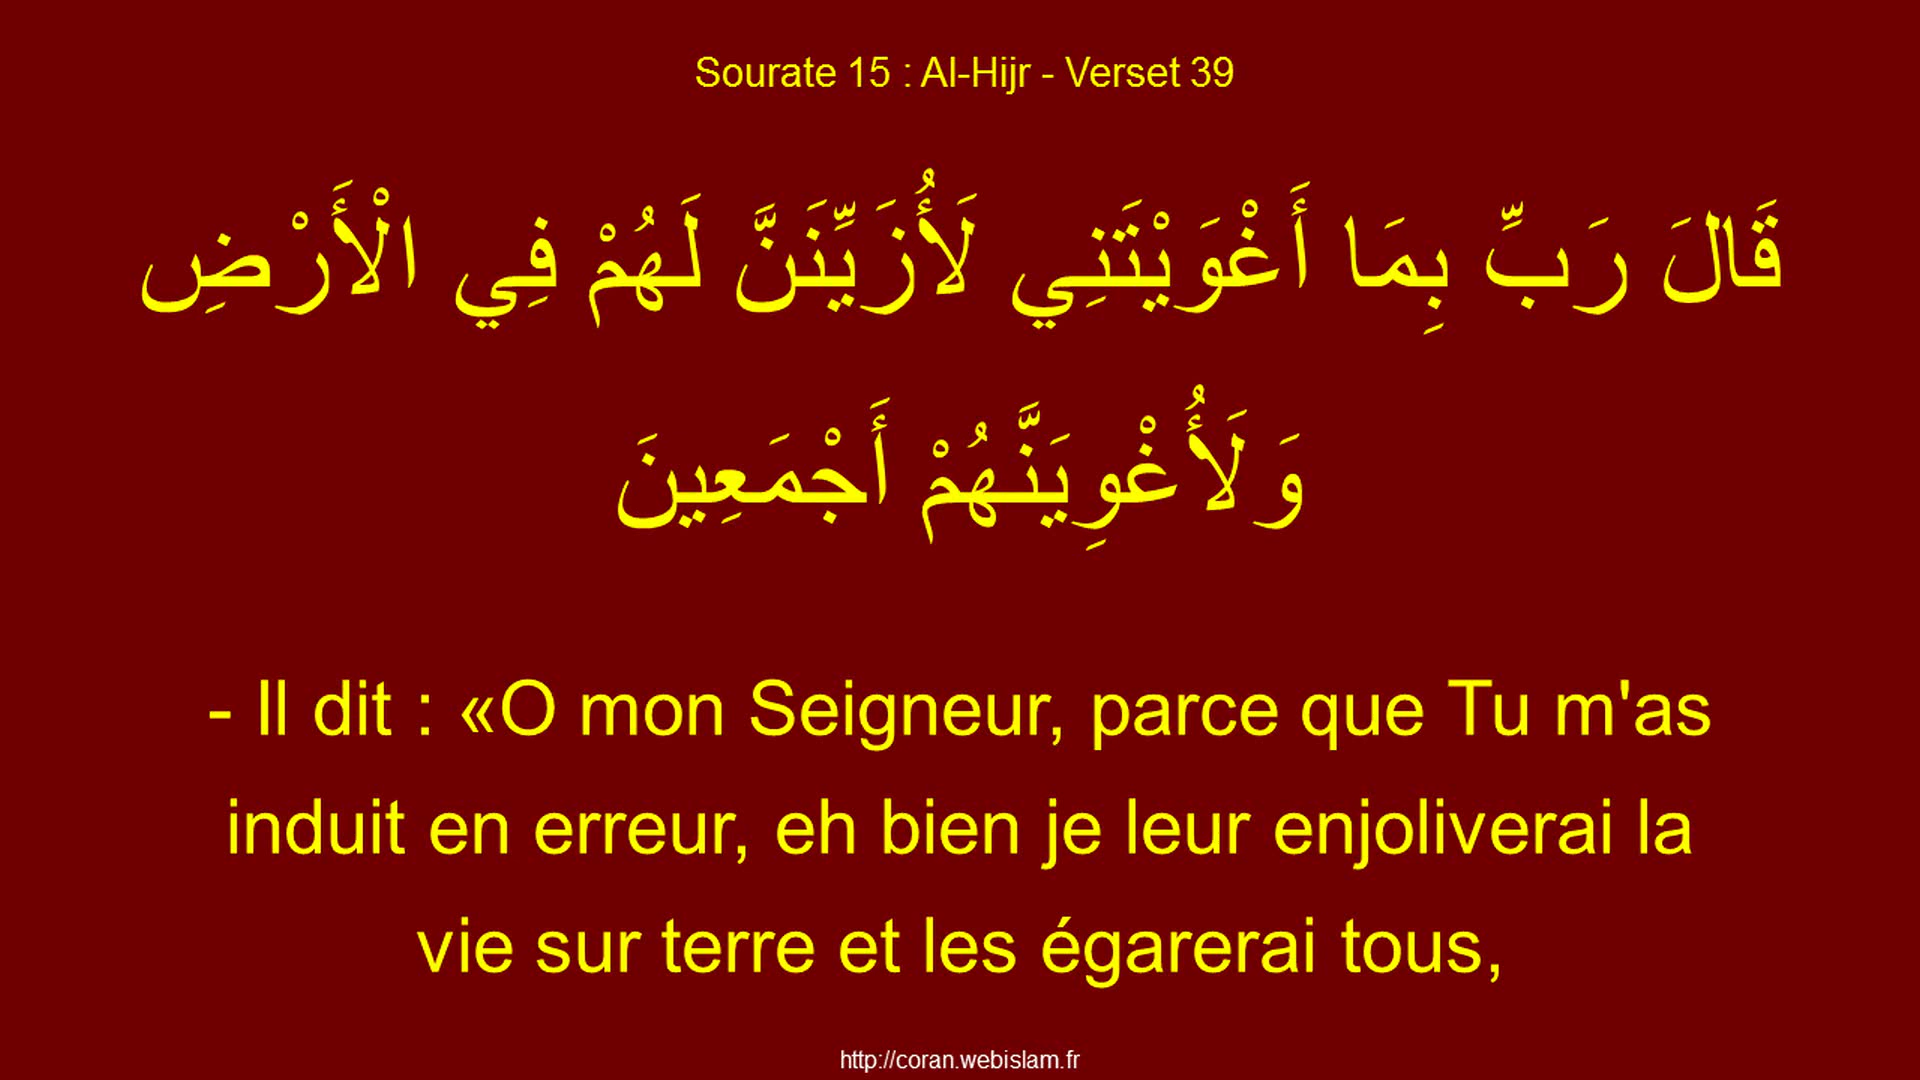 Sourate 15 : Al-Hijr - Verset 39
قَالَ رَبِّ بِمَا أَغْوَيْتَنِي لَأُزَيِّنَنَّ لَهُمْ فِي الْأَرْضِ
وَلَأُغْوِيَنَّهُمْ أَجْمَعِينَ
- Il dit : «O mon Seigneur, parce que Tu m'as
induit en erreur, eh bien je leur enjoliverai la
vie sur terre et les égarerai tous,
http://coran.webislam.fr